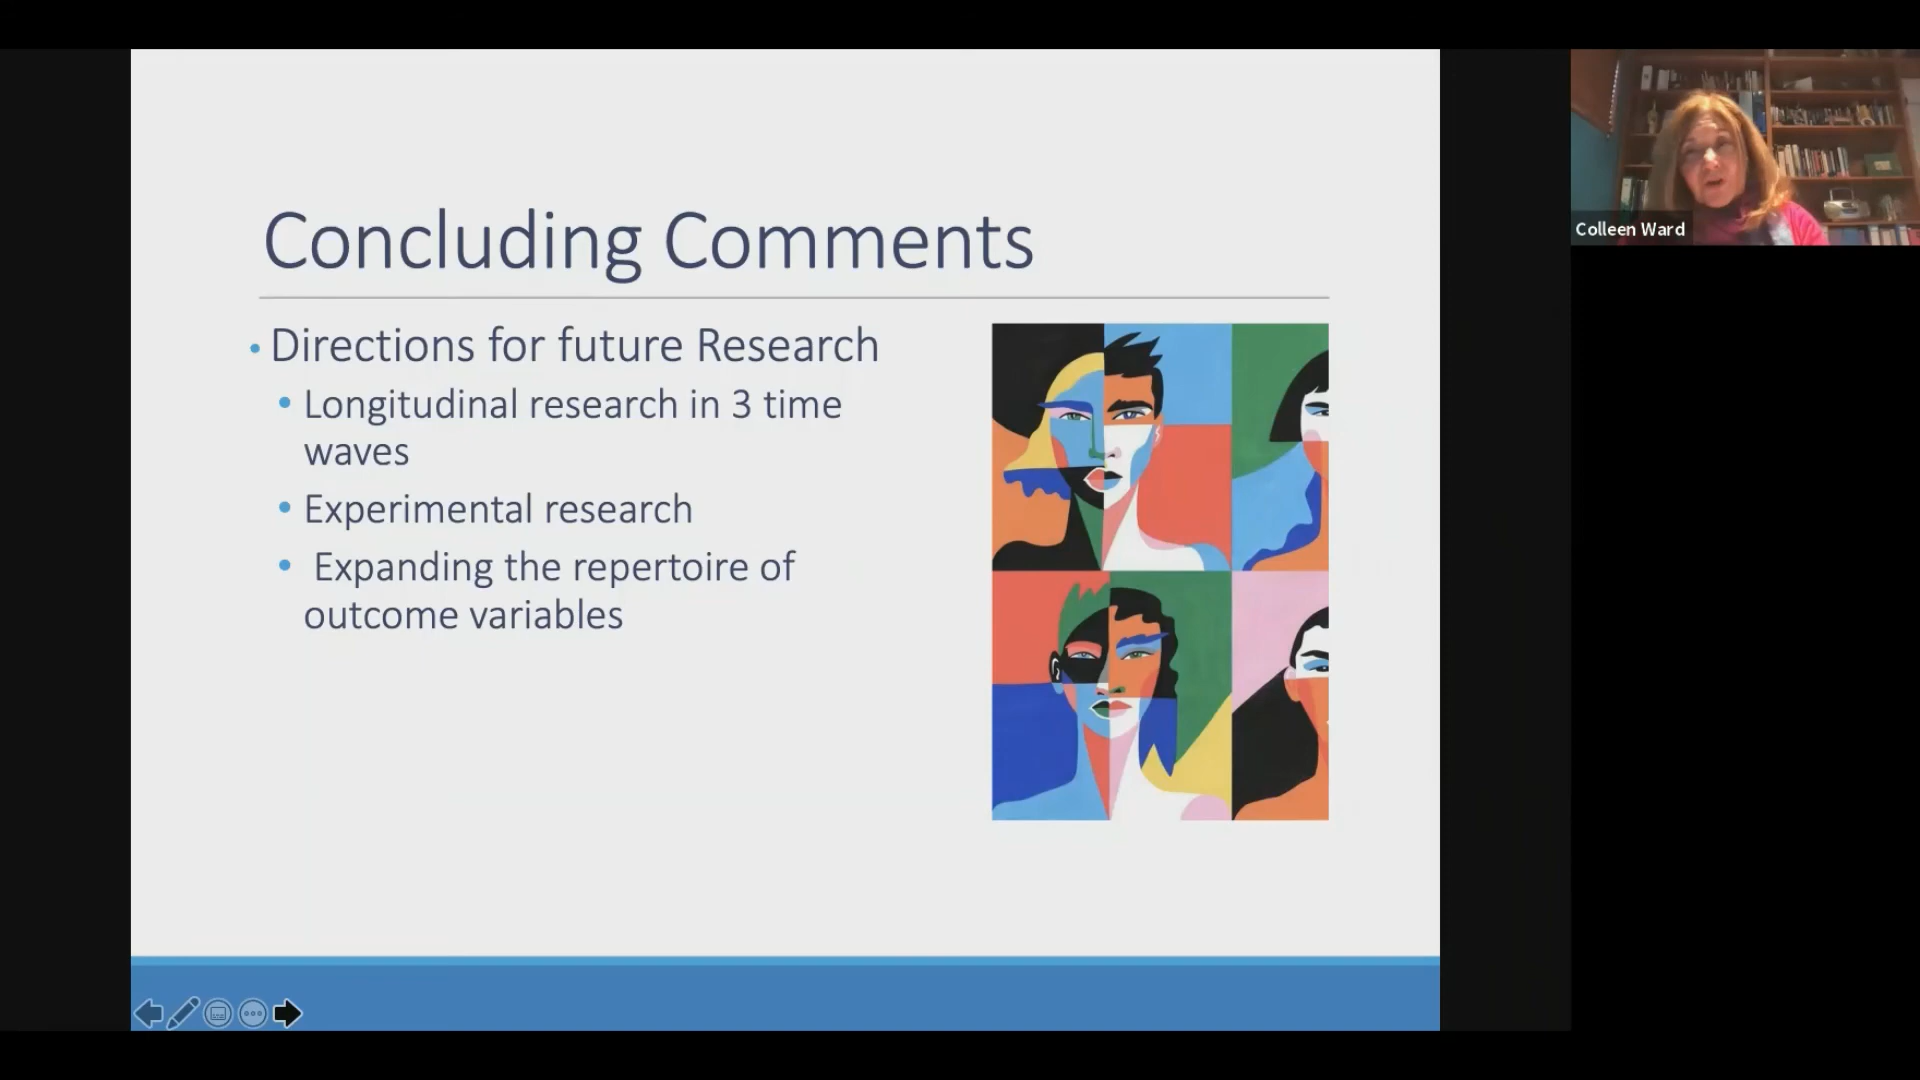 Concluding Comments
• Directions for future Research
• Longitudinal research in 3 time
waves
• Experimental research
• Expanding the repertoire of
outcome variables
Colleen Ward